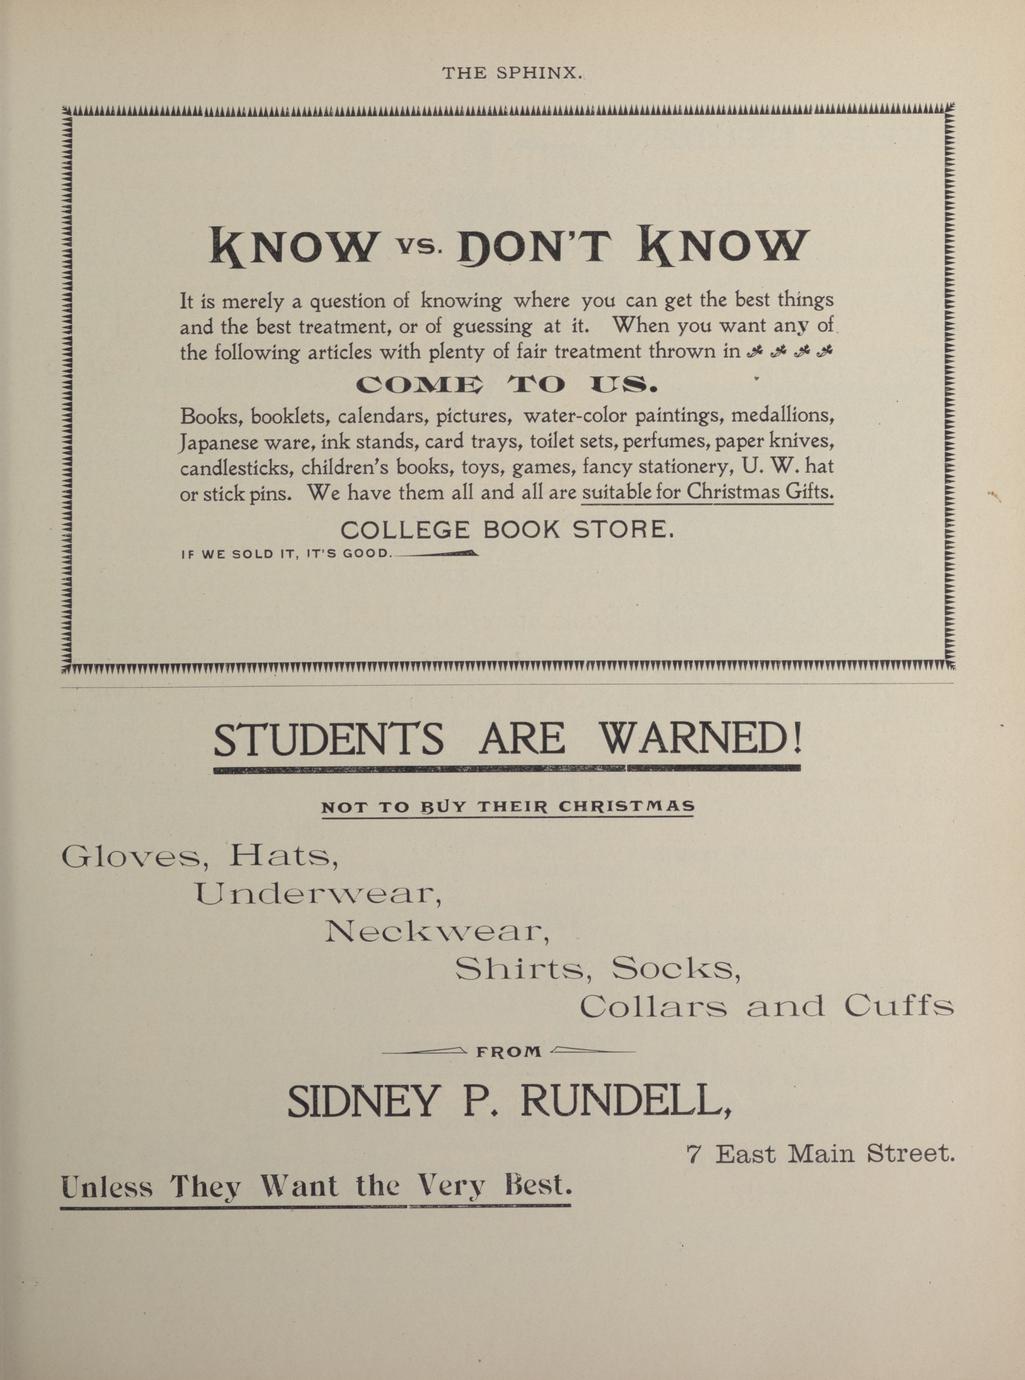 THE SPHINX.
KNOW VS. DON'T KNOW
It is merely a question of knowing where you can get the best things
and the best treatment, or of guessing at it. When you want any of
the following articles with plenty of fair treatment thrown in
COME TO US.
Books, booklets, calendars, pictures, water-color paintings, medallions,
Japanese ware, ink stands, card trays, toilet sets, perfumes, paper knives,
candlesticks, children's books, toys, games, fancy stationery, U. W. hat
or stick pins. We have them all and all are suitable for Christmas Gifts.
COLLEGE BOOK STORE.
IF WE SOLD IT, IT'S GOOD.
STUDENTS ARE WARNED!
NOT TO BUY THEIR CHRISTMAS
Gloves, Hats,
Underwear,
Neckwear,
Shirts, Socks,
Collars and Cuffs
FROM
SIDNEY P. RUNDELL,
7 East Main Street.
Unless They Want the Very Best.